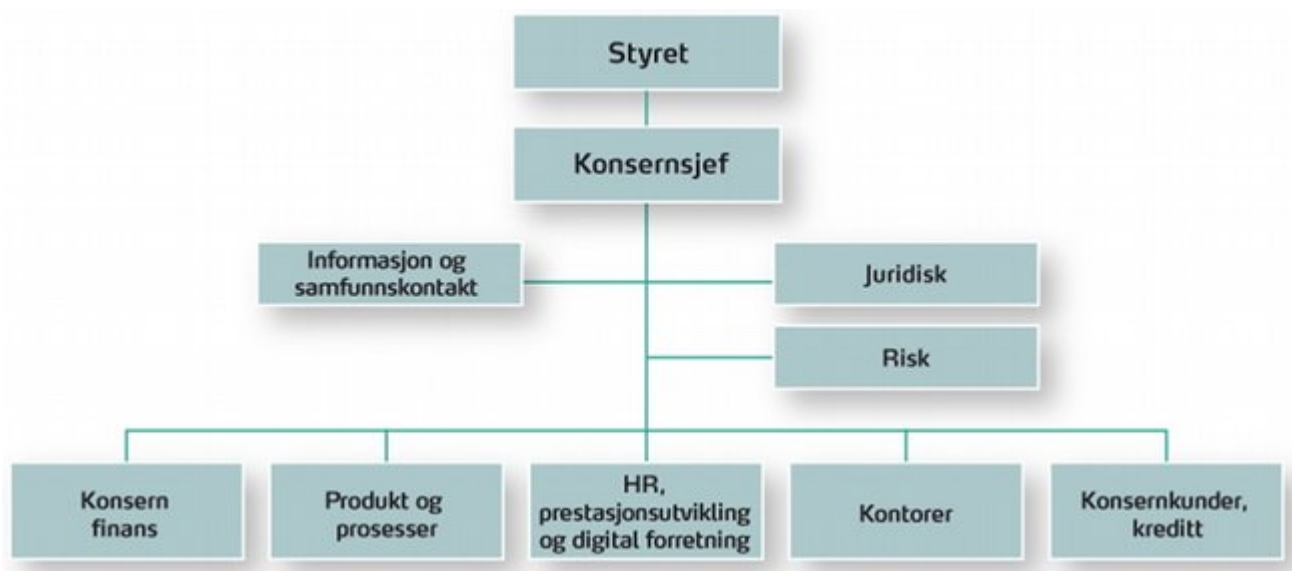 Styret
Konsernsjef
Informasjon og
samfunnskontakt
Juridisk
Risk
Konsern
finans
Produkt og
prosesser
HR,
prestasjonsutvikling
og digital forretning
Kontorer
Konsernkunder,
kreditt